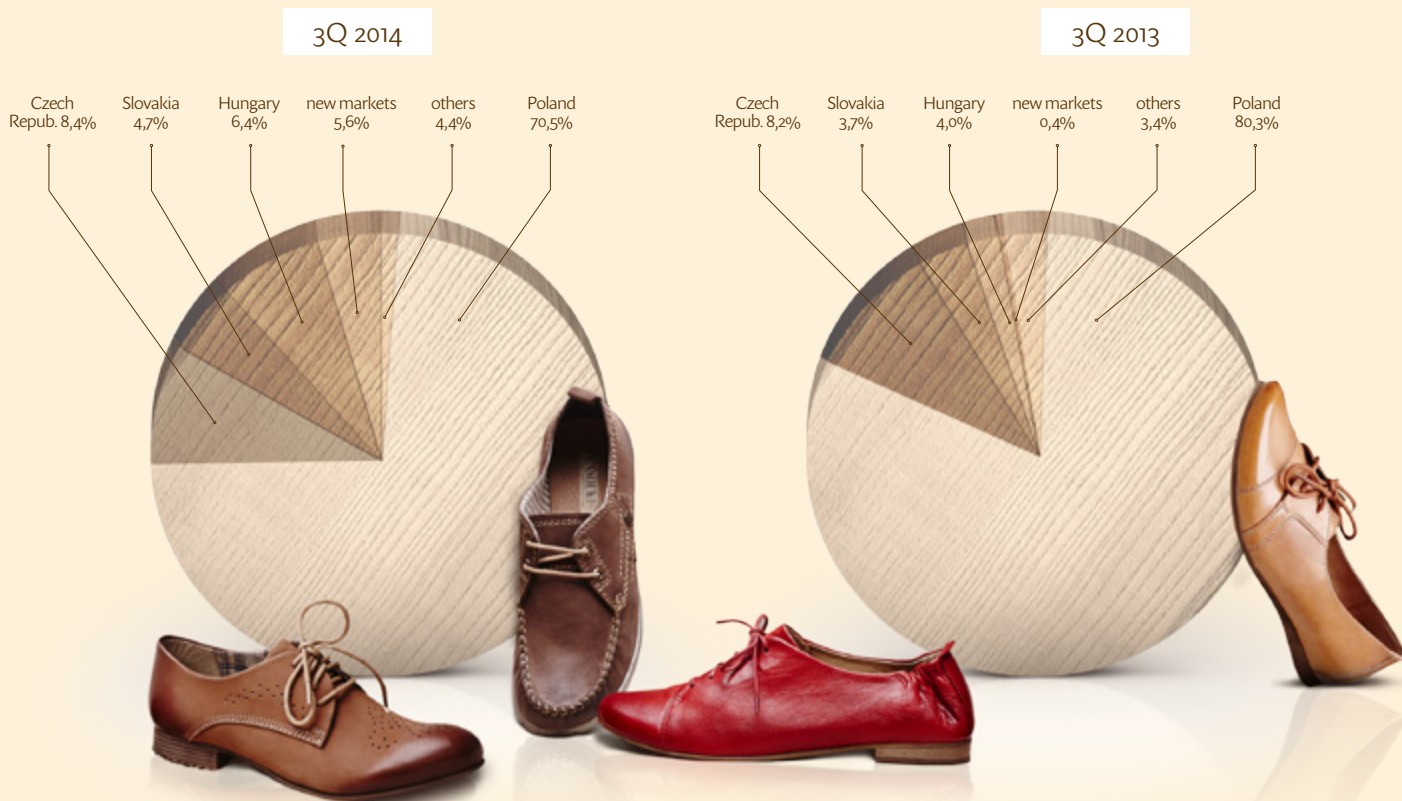 3Q 2014
Czech
Repub. 8,4%
Slovakia
4,7%
Hungary
6,4%
new markets
5,6%
others
4,4%
Poland
70,5%
3Q 2013
Czech
Repub. 8,2%
Slovakia
3,7%
Hungary
4,0%
new markets
0,4%
others
3,4%
Poland
80,3%